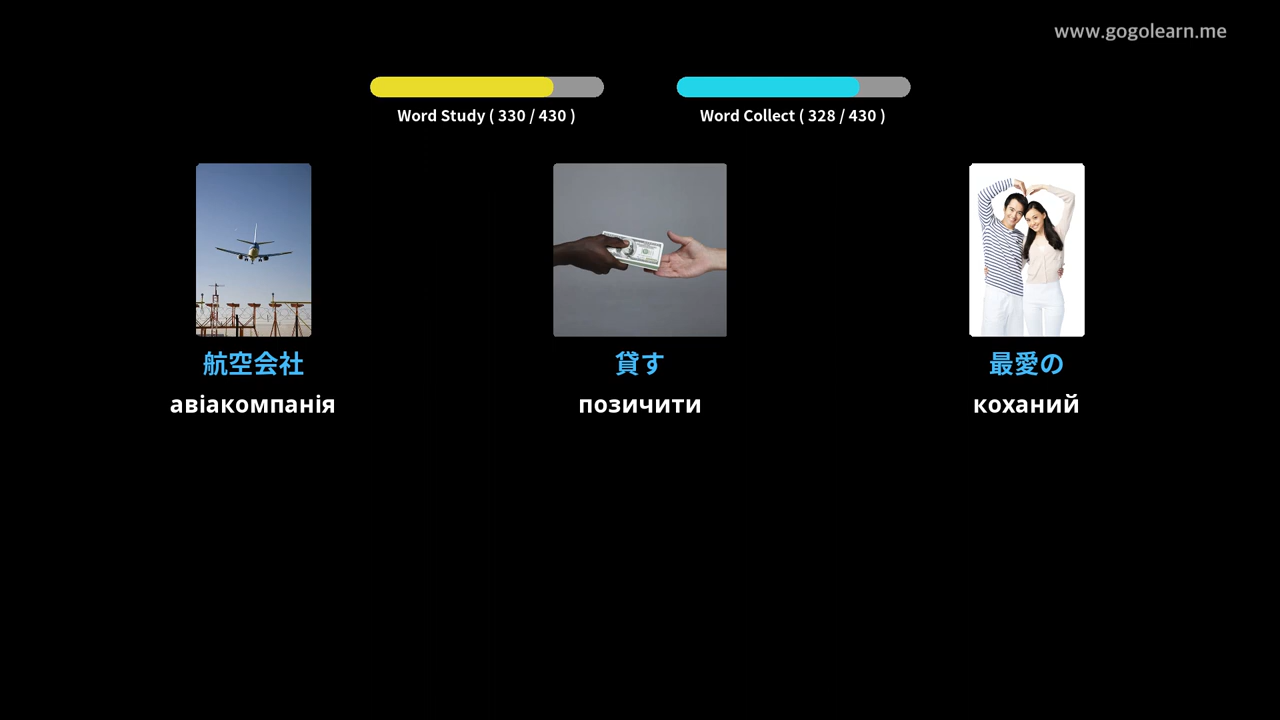 www.gogolearn.me
Word Study ( 330 / 430 )
Word Collect ( 328 / 430 )
航空会社
貸す
最愛の
авіакомпанія
позичити
коханий